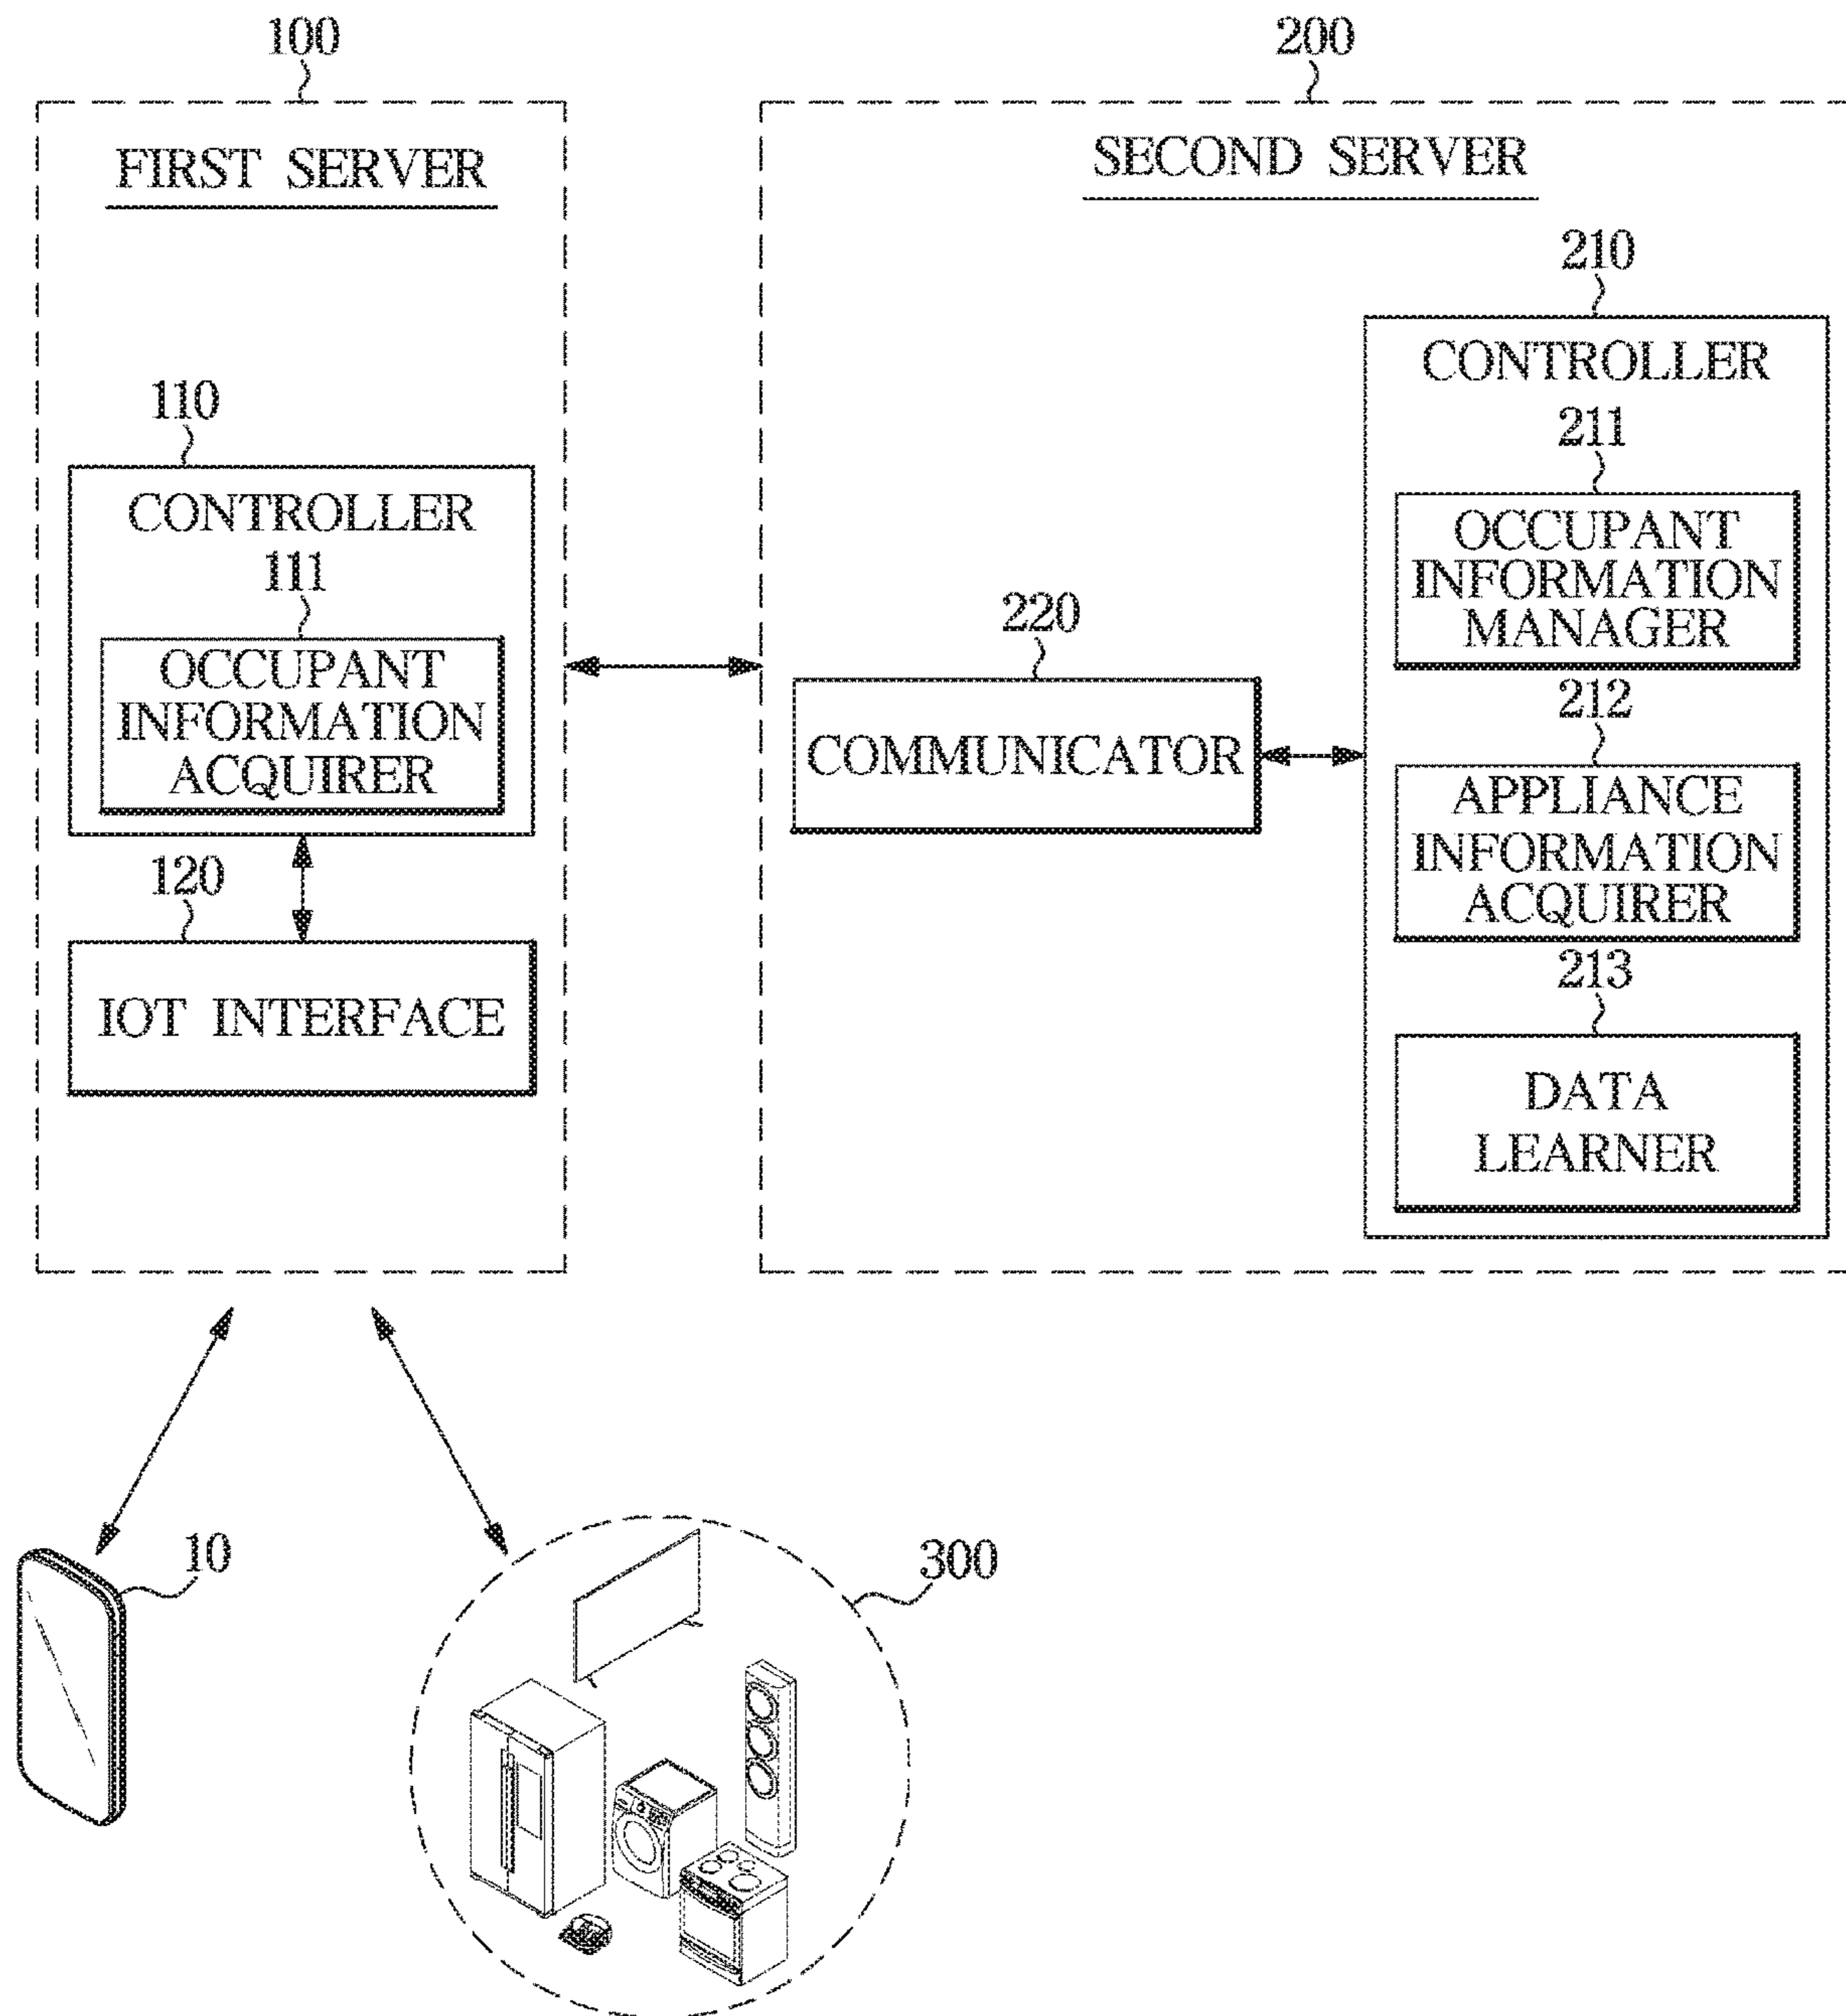 100
FIRST SERVER
110
CONTROLLER
111
OCCUPANT
INFORMATION
ACQUIRER
120
IOT INTERFACE
200
SECOND SERVER
220
COMMUNICATOR
210
CONTROLLER
211
OCCUPANT
INFORMATION
MANAGER
212
APPLIANCE
INFORMATION
ACQUIRER
213
DATA
LEARNER
10
300